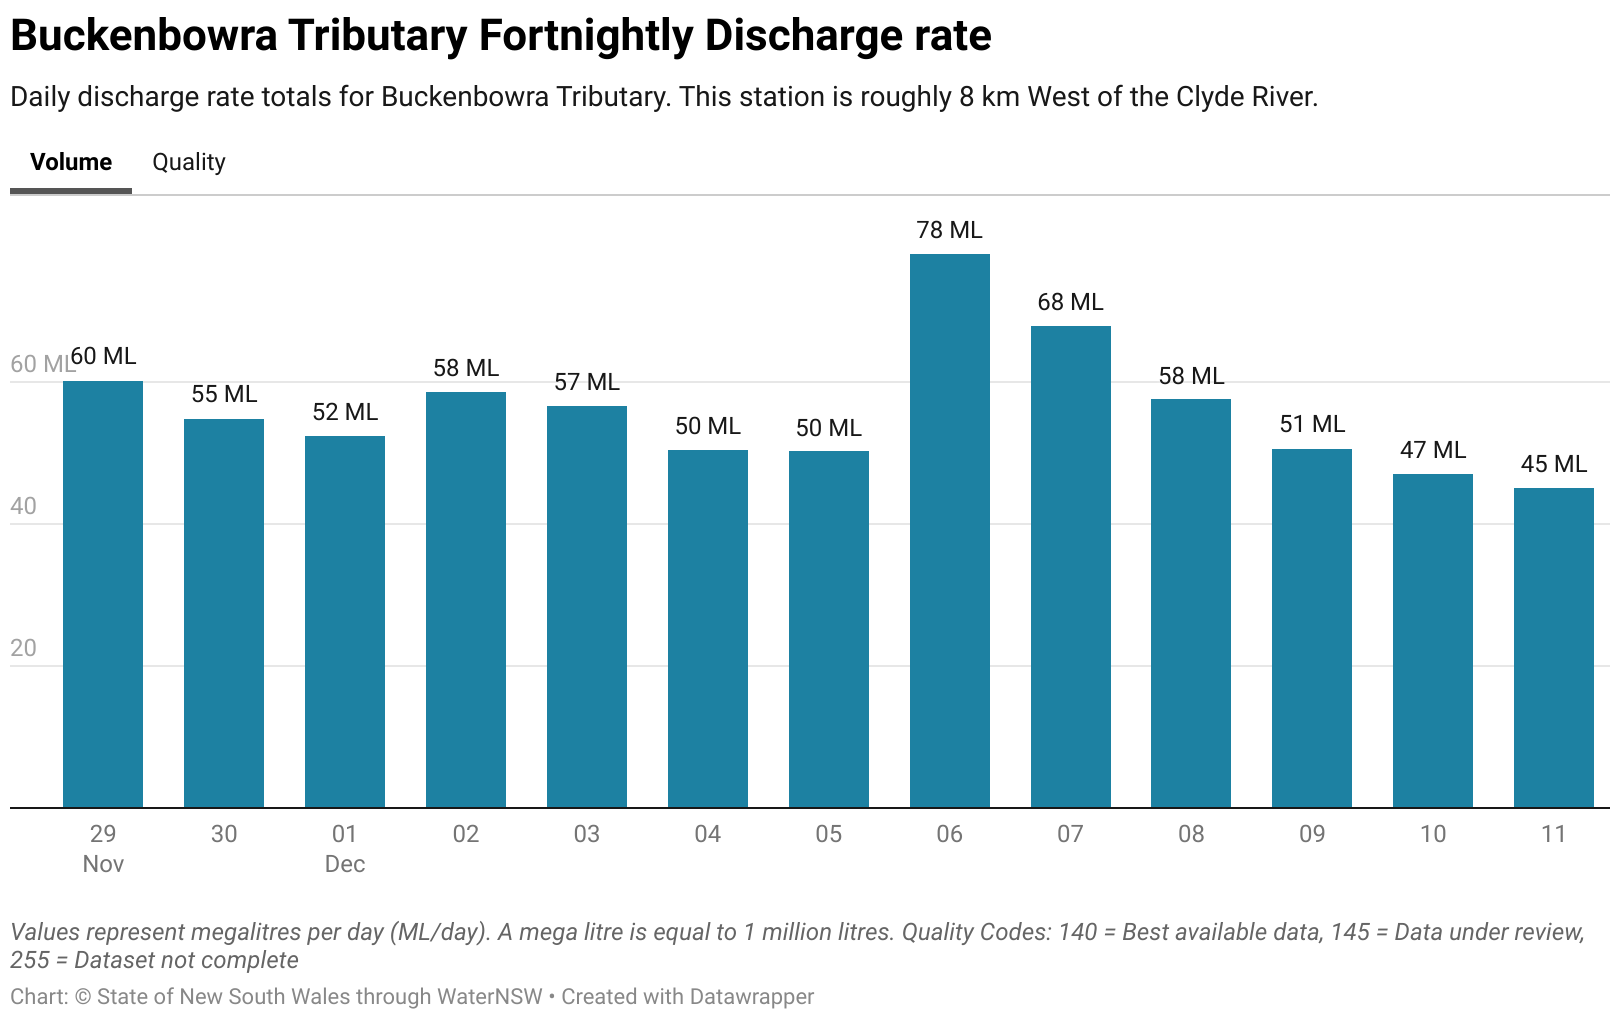 Buckenbowra Tributary Fortnightly Discharge rate
Daily discharge rate totals for Buckenbowra Tributary. This station is roughly 8 km West of the Clyde River.
Volume Quality
78 ML
68 ML
60 ML 60 ML 55 ML 52 ML 58 ML 57 ML 50 ML 50 ML 58 ML 51 ML 47 ML 45 ML
40
20
29 30 01 02 03 04 05 06 07 08 09 10 11
Nov Dec
Values represent megalitres per day (ML/day). A mega litre is equal to 1 million litres. Quality Codes: 140 = Best available data, 145 = Data under review,
255 = Dataset not complete
Chart: © State of New South Wales through WaterNSW • Created with Datawrapper